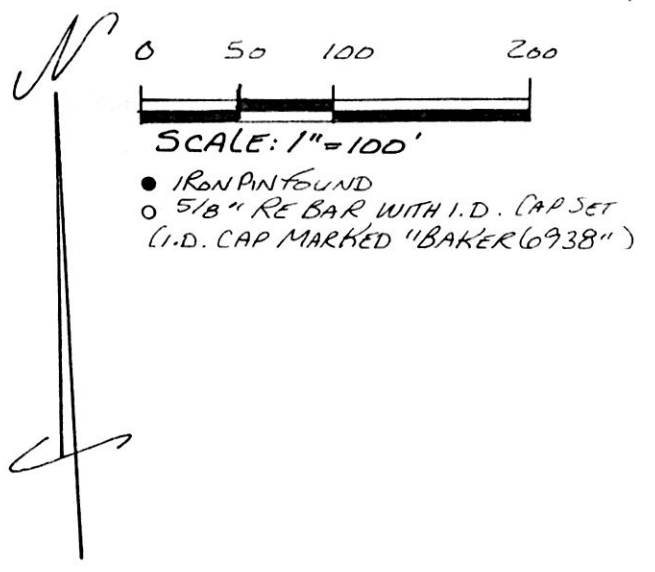 N
0 50 100 200
SCALE: 1"=100'
IRON PIN FOUND
5/8" RE BAR WITH I.D. CAP SET
(I.D. CAP MARKED "BAKER 6938")